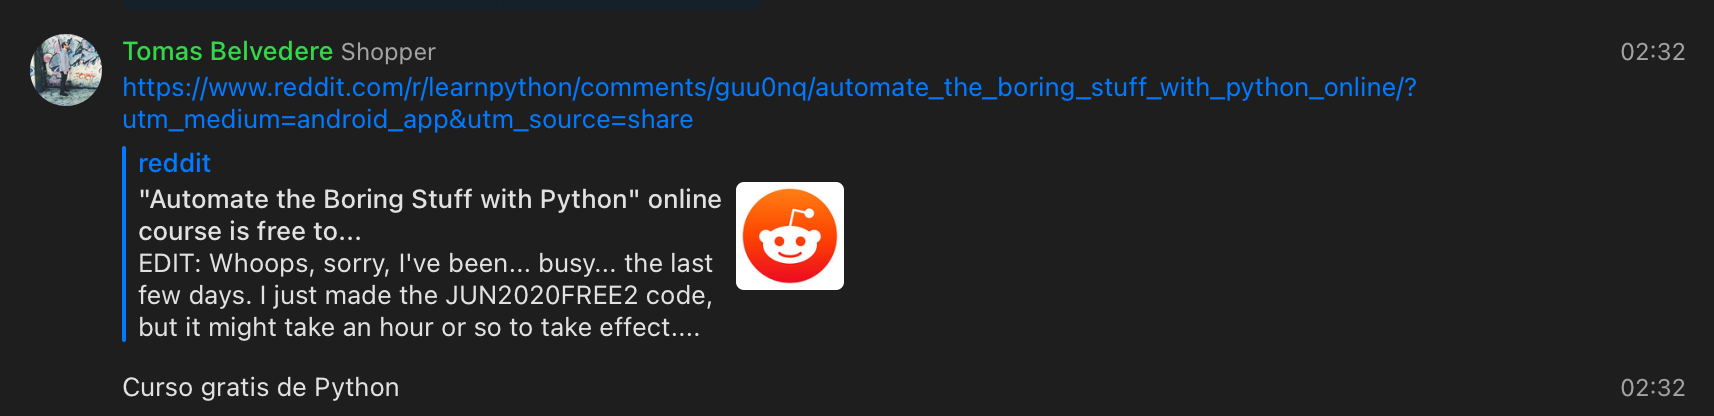 Tomas Belvedere Shopper 02:32
https://www.reddit.com/r/learnpython/comments/guu0nq/automate_the_boring_stuff_with_python_online/?
utm_medium=android_app&utm_source=share
reddit
"Automate the Boring Stuff with Python" online
course is free to...
EDIT: Whoops, sorry, I've been... busy... the last
few days. I just made the JUN2020FREE2 code,
but it might take an hour or so to take effect....
Curso gratis de Python 02:32